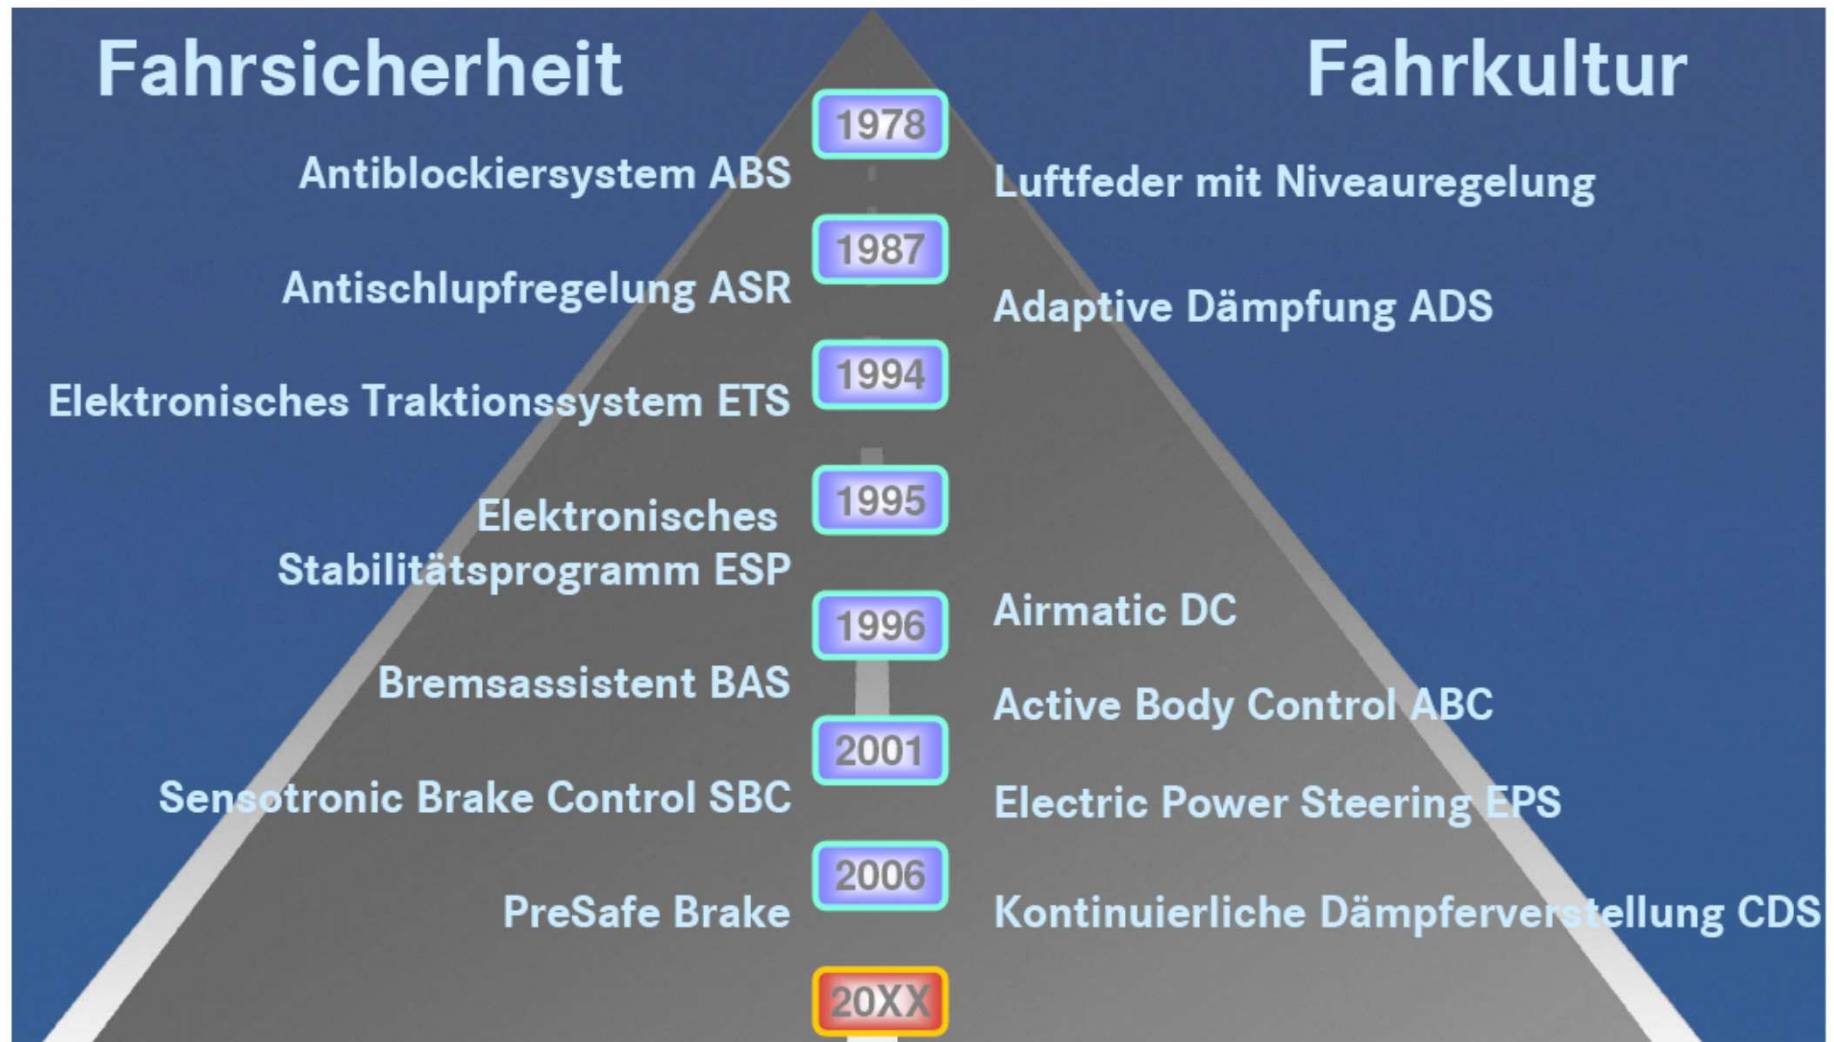 Fahrsicherheit
Fahrkultur
1978
Antiblockiersystem ABS
Luftfeder mit Niveauregelung
1987
Antischlupfregelung ASR
Adaptive Dämpfung ADS
1994
Elektronisches Traktionssystem ETS
1995
Elektronisches
Stabilitätsprogramm ESP
1996
Airmatic DC
Bremsassistent BAS
Active Body Control ABC
2001
Sensotronic Brake Control SBC
Electric Power Steering EPS
2006
PreSafe Brake
Kontinuierliche Dämpferverstellung CDS
20XX